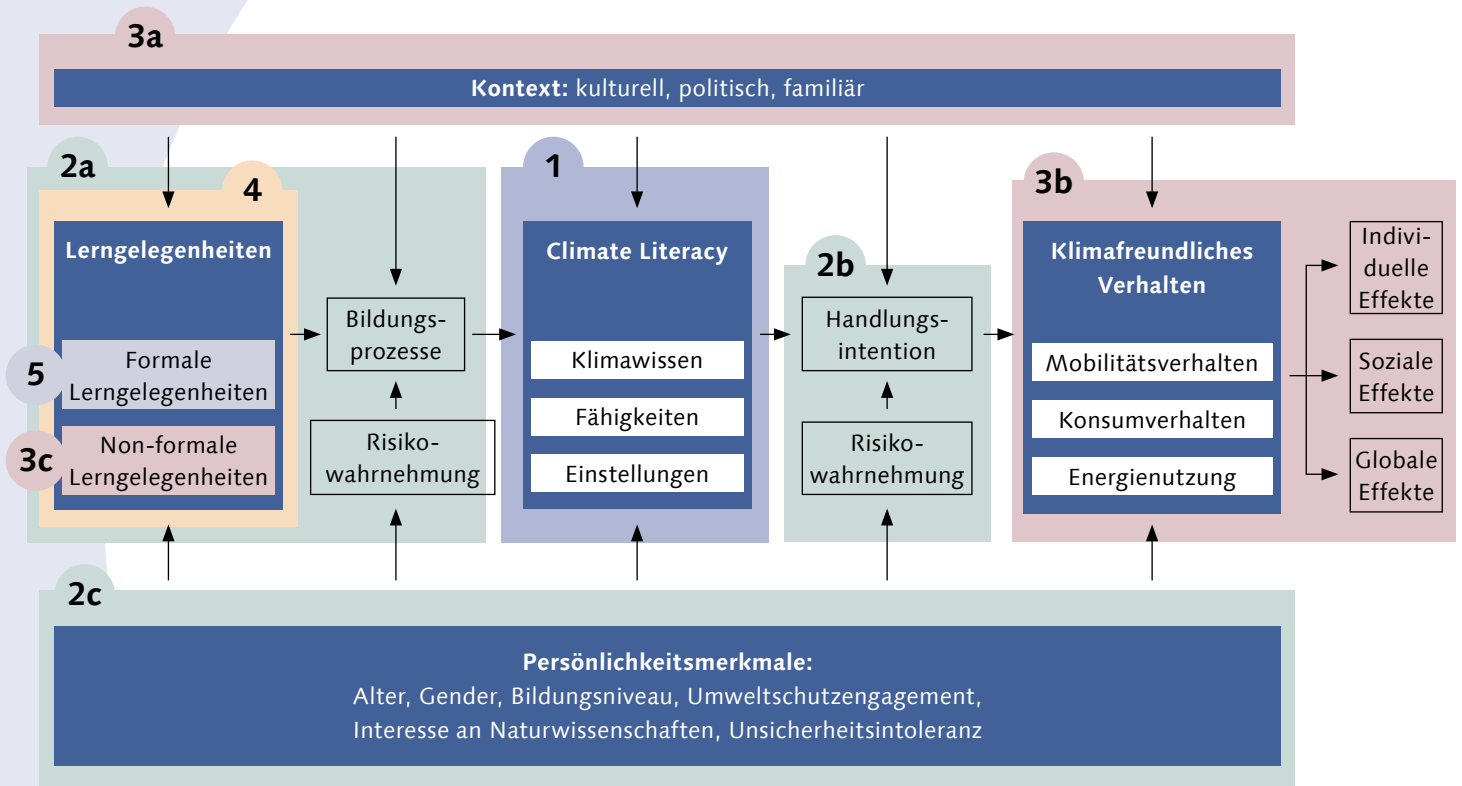 3a
Kontext: kulturell, politisch, familiär
2a
4
Lerngelegenheiten
5
Formale
Lerngelegenheiten
3c
Non-formale
Lerngelegenheiten
Bildungs-
prozesse
Risiko-
wahrnehmung
1
Climate Literacy
Klimawissen
Fähigkeiten
Einstellungen
2b
Handlungs-
intention
Risiko-
wahrnehmung
3b
Klimafreundliches
Verhalten
Mobilitätsverhalten
Konsumverhalten
Energienutzung
Indivi-
duelle
Effekte
Soziale
Effekte
Globale
Effekte
2c
Persönlichkeitsmerkmale:
Alter, Gender, Bildungsniveau, Umweltschutzengagement,
Interesse an Naturwissenschaften, Unsicherheitsintoleranz